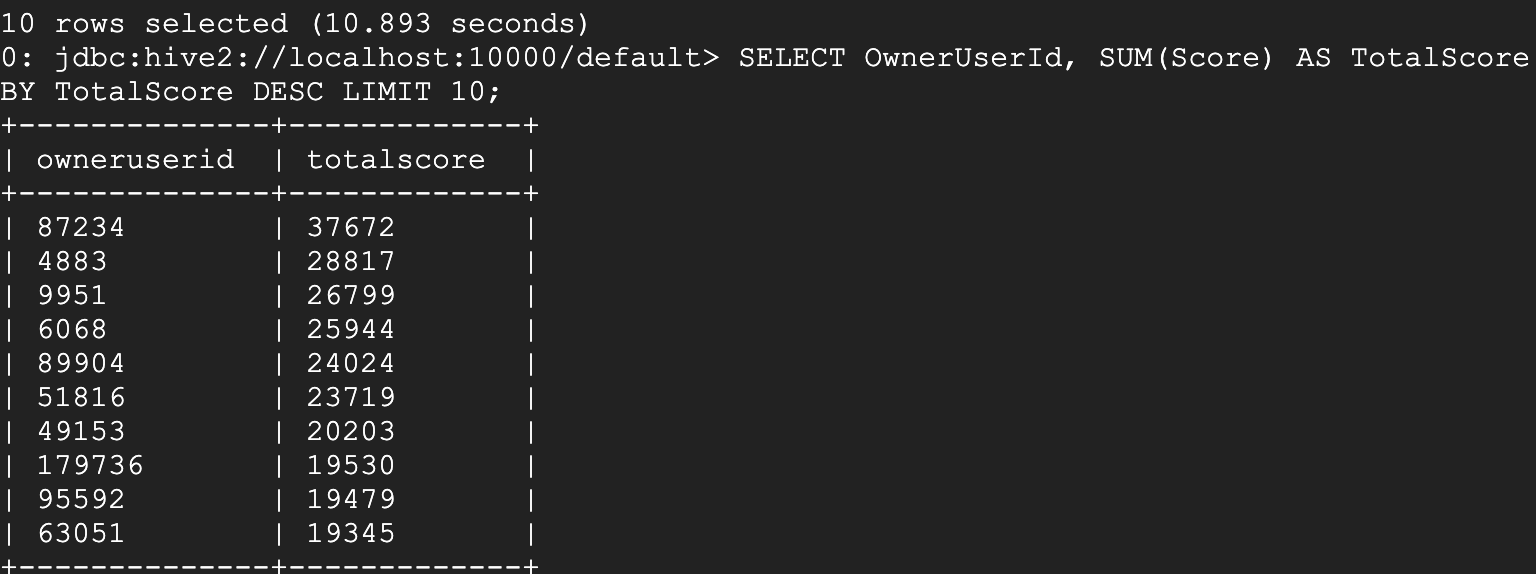 10 rows selected (10.893 seconds)
0: jdbc:hive2://localhost:10000/default> SELECT OwnerUserId, SUM(Score) AS TotalScore
BY TotalScore DESC LIMIT 10;
+--------------+-------------+
| owneruserid  | totalscore  |
+--------------+-------------+
| 87234        | 37672       |
| 4883         | 28817       |
| 9951         | 26799       |
| 6068         | 25944       |
| 89904        | 24024       |
| 51816        | 23719       |
| 49153        | 20203       |
| 179736       | 19530       |
| 95592        | 19479       |
| 63051        | 19345       |
+--------------+-------------+